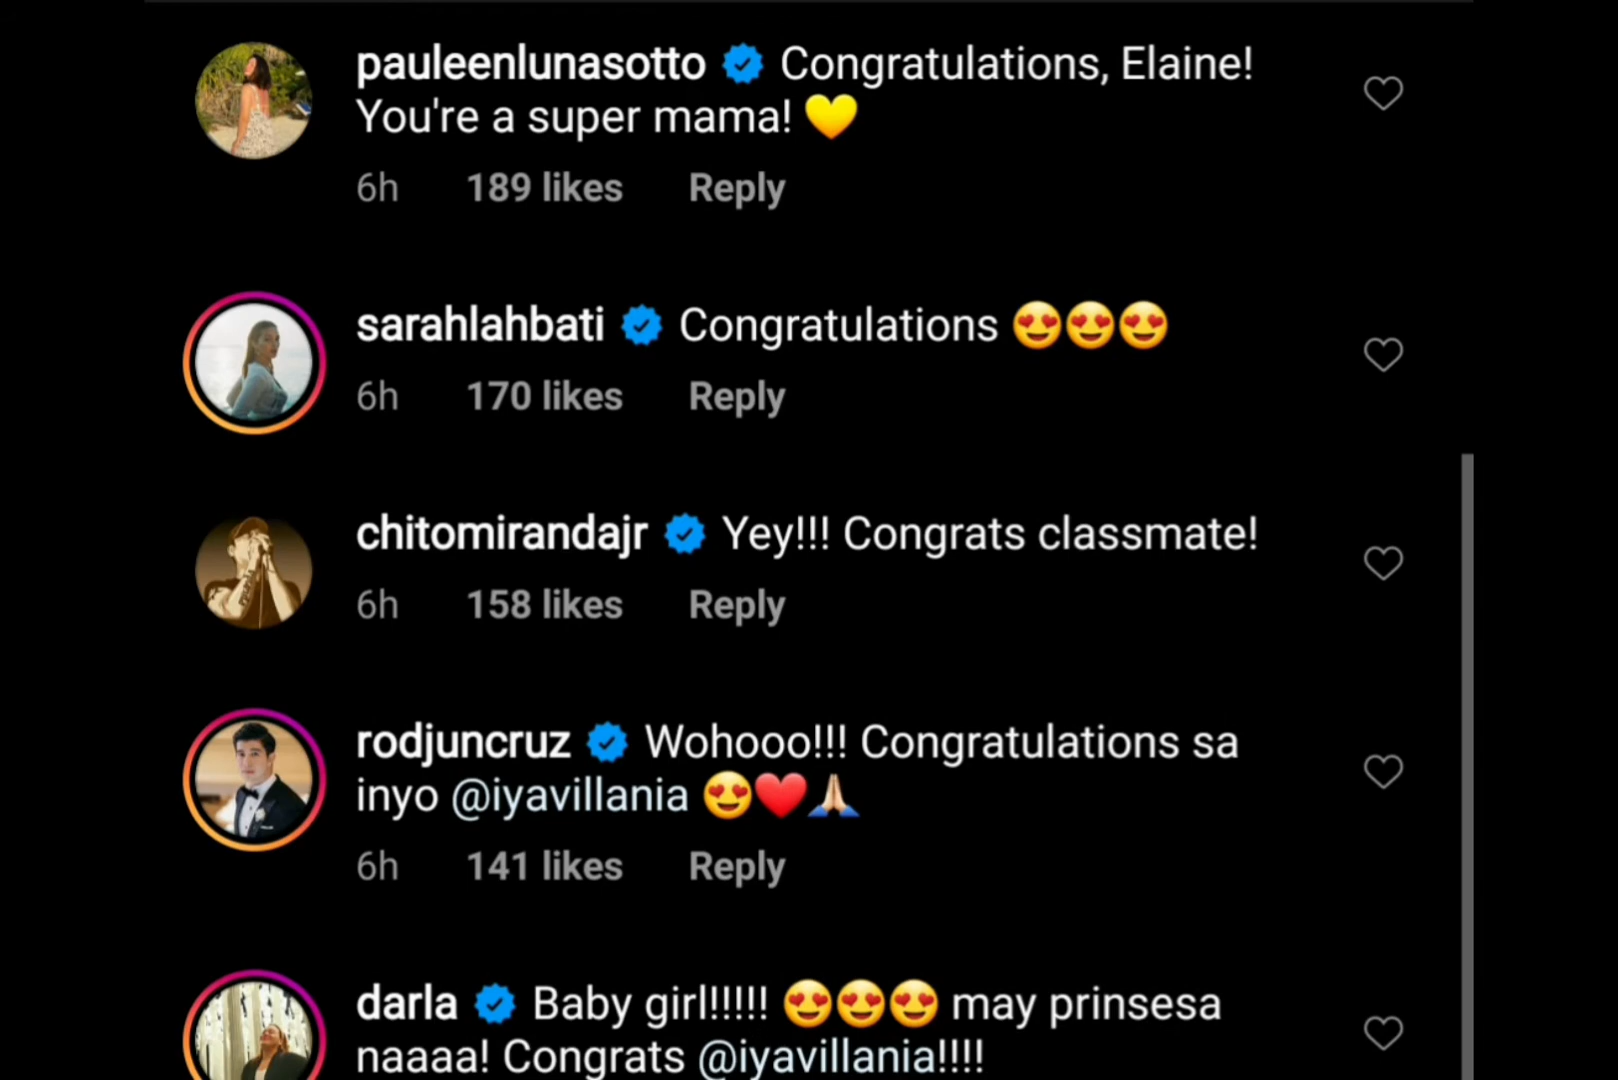 pauleenlunasotto Congratulations, Elaine!
You're a super mama! 💛
6h 189 likes Reply
sarahlahbati Congratulations 😍😍😍
6h 170 likes Reply
chitomirandajr Yey!!! Congrats classmate!
6h 158 likes Reply
rodjuncruz Wohooo!!! Congratulations sa
inyo @iyavillania 😍❤️🙏🏻
6h 141 likes Reply
darla Baby girl!!!!! 😍😍😍 may prinsesa
naaaa! Congrats @iyavillania!!!!